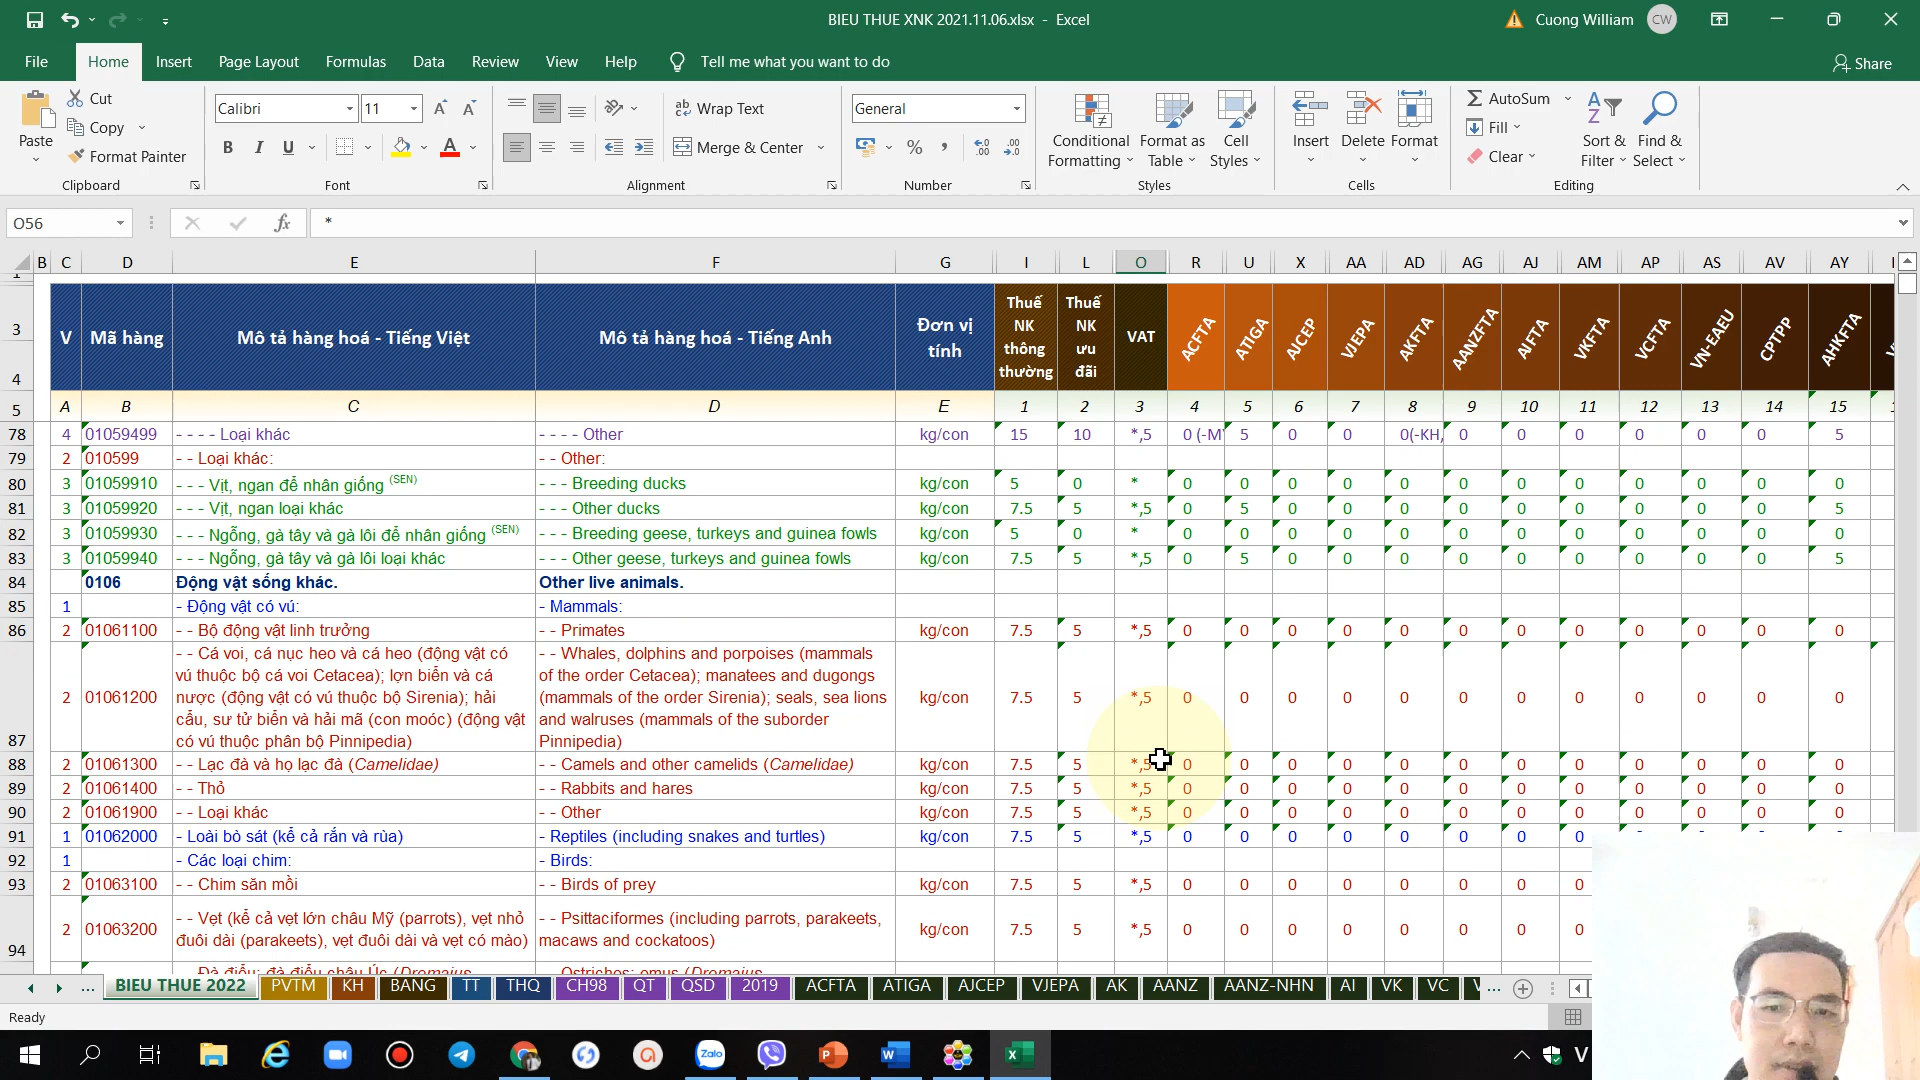 BIEU THUE XNK 2021.11.06.xlsx - Excel
Cuong William CW
File Home Insert Page Layout Formulas Data Review View Help Tell me what you want to do Share
Paste Cut Copy Format Painter Clipboard
Calibri 11 B I U A Font
Wrap Text Merge & Center Alignment
General % , Number
Conditional Formatting Format as Table Cell Styles Styles
Insert Delete Format Cells
AutoSum Fill Clear Sort & Filter Find & Select Editing
O56 fx *
B C D E F G I L O R U X AA AD AG AJ AM AP AS AV AY
3 4 V Mã hàng Mô tả hàng hoá - Tiếng Việt Mô tả hàng hoá - Tiếng Anh Đơn vị tính Thuế NK thông thường Thuế NK ưu đãi VAT ACFTA ATIGA AJCEP VJEPA AKFTA AANZFTA AIFTA VKFTA VCFTA VN-EAEU CPTPP AHKFTA
5 A B C D E 1 2 3 4 5 6 7 8 9 10 11 12 13 14 15
78 4 01059499 - - - - Loại khác - - - - Other kg/con 15 10 *,5 0 (-M 5 0 0 0(-KH, 0 0 0 0 0 0 5
79 2 010599 - - Loại khác: - - Other:
80 3 01059910 - - - Vịt, ngan để nhân giống (SEN) - - - Breeding ducks kg/con 5 0 * 0 0 0 0 0 0 0 0 0 0 0 0
81 3 01059920 - - - Vịt, ngan loại khác - - - Other ducks kg/con 7.5 5 *,5 0 5 0 0 0 0 0 0 0 0 0 5
82 3 01059930 - - - Ngỗng, gà tây và gà lôi để nhân giống (SEN) - - - Breeding geese, turkeys and guinea fowls kg/con 5 0 * 0 0 0 0 0 0 0 0 0 0 0 0
83 3 01059940 - - - Ngỗng, gà tây và gà lôi loại khác - - - Other geese, turkeys and guinea fowls kg/con 7.5 5 *,5 0 5 0 0 0 0 0 0 0 0 0 5
84 0106 Động vật sống khác. Other live animals.
85 1 - Động vật có vú: - Mammals:
86 2 01061100 - - Bộ động vật linh trưởng - - Primates kg/con 7.5 5 *,5 0 0 0 0 0 0 0 0 0 0 0 0
- - Cá voi, cá nục heo và cá heo (động vật có - - Whales, dolphins and porpoises (mammals
vú thuộc bộ cá voi Cetacea); lợn biển và cá of the order Cetacea); manatees and dugongs
2 01061200 nược (động vật có vú thuộc bộ Sirenia); hải (mammals of the order Sirenia); seals, sea lions kg/con 7.5 5 *,5 0 0 0 0 0 0 0 0 0 0 0 0
cẩu, sư tử biển và hải mã (con moóc) (động vật and walruses (mammals of the suborder
87 có vú thuộc phân bộ Pinnipedia) Pinnipedia)
88 2 01061300 - - Lạc đà và họ lạc đà (Camelidae) - - Camels and other camelids (Camelidae) kg/con 7.5 5 *,5 0 0 0 0 0 0 0 0 0 0 0 0
89 2 01061400 - - Thỏ - - Rabbits and hares kg/con 7.5 5 *,5 0 0 0 0 0 0 0 0 0 0 0 0
90 2 01061900 - - Loại khác - - Other kg/con 7.5 5 *,5 0 0 0 0 0 0 0 0 0 0 0 0
91 1 01062000 - Loài bò sát (kể cả rắn và rùa) - Reptiles (including snakes and turtles) kg/con 7.5 5 *,5 0 0 0 0 0 0 0 0
92 1 - Các loại chim: - Birds:
93 2 01063100 - - Chim săn mồi - - Birds of prey kg/con 7.5 5 *,5 0 0 0 0 0 0 0 0
- - Vẹt (kể cả vẹt lớn châu Mỹ (parrots), vẹt nhỏ - - Psittaciformes (including parrots, parakeets,
94 2 01063200 đuôi dài (parakeets), vẹt đuôi dài và vẹt có mào) macaws and cockatoos) kg/con 7.5 5 *,5 0 0 0 0 0 0 0 0
... BIEU THUE 2022 PVTM KH BANG TT THQ CH98 QT QSD 2019 ACFTA ATIGA AJCEP VJEPA AK AANZ AANZ-NHN AI VK VC ...
Ready
Zalo V